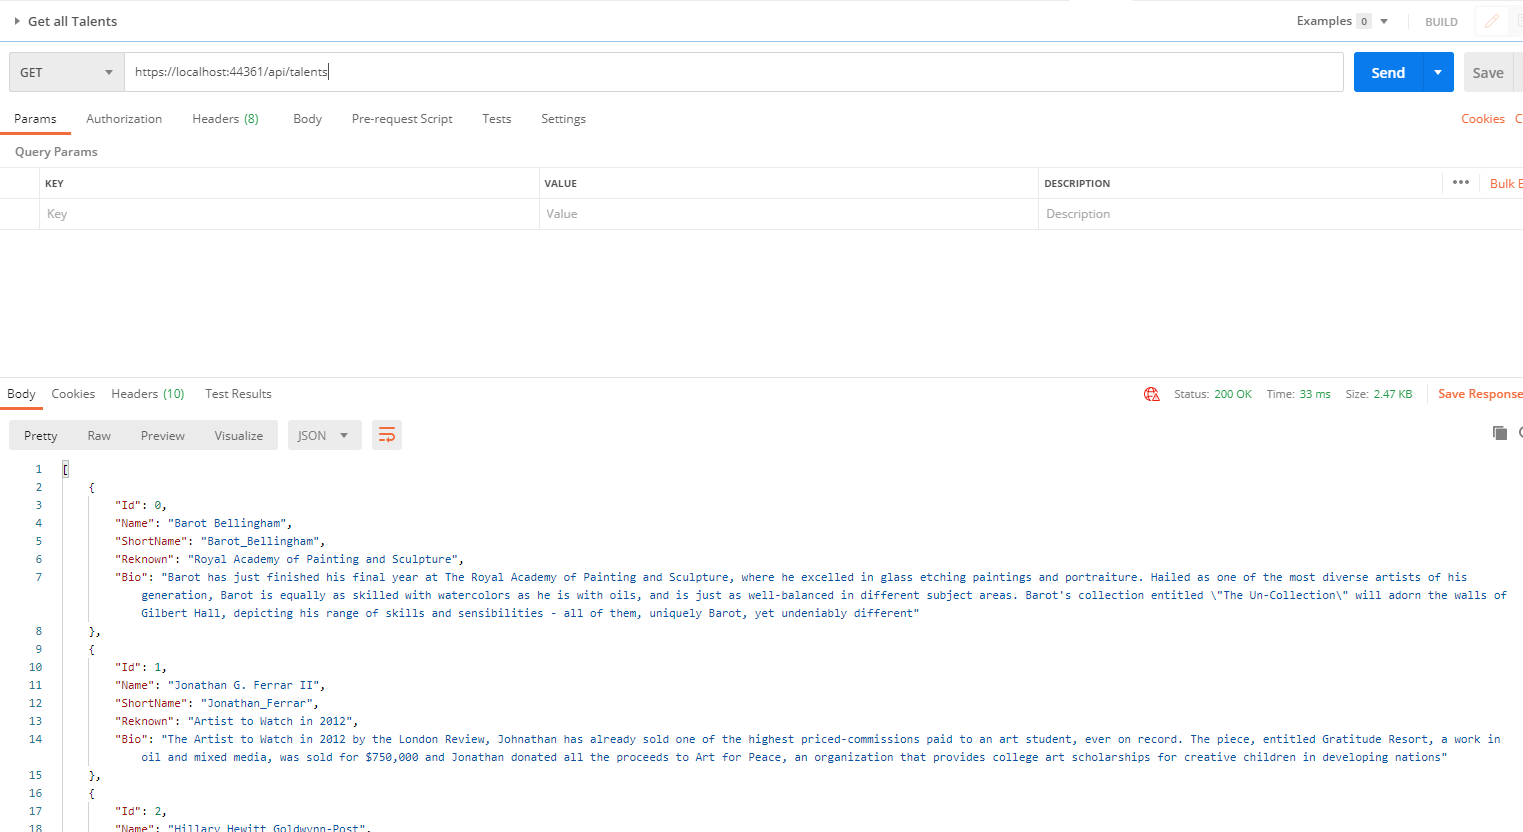 Get all Talents
Examples 0 BUILD
GET https://localhost:44361/api/talents Send Save
Params Authorization Headers (8) Body Pre-request Script Tests Settings Cookies C
Query Params
KEY VALUE DESCRIPTION ••• Bulk E
Key Value Description
Body Cookies Headers (10) Test Results Status: 200 OK Time: 33 ms Size: 2.47 KB Save Response
Pretty Raw Preview Visualize JSON
1 [
2 {
3 "Id": 0,
4 "Name": "Barot Bellingham",
5 "ShortName": "Barot_Bellingham",
6 "Reknown": "Royal Academy of Painting and Sculpture",
7 "Bio": "Barot has just finished his final year at The Royal Academy of Painting and Sculpture, where he excelled in glass etching paintings and portraiture. Hailed as one of the most diverse artists of his
generation, Barot is equally as skilled with watercolors as he is with oils, and is just as well-balanced in different subject areas. Barot's collection entitled \"The Un-Collection\" will adorn the walls of
Gilbert Hall, depicting his range of skills and sensibilities - all of them, uniquely Barot, yet undeniably different"
8 },
9 {
10 "Id": 1,
11 "Name": "Jonathan G. Ferrar II",
12 "ShortName": "Jonathan_Ferrar",
13 "Reknown": "Artist to Watch in 2012",
14 "Bio": "The Artist to Watch in 2012 by the London Review, Johnathan has already sold one of the highest priced-commissions paid to an art student, ever on record. The piece, entitled Gratitude Resort, a work in
oil and mixed media, was sold for $750,000 and Jonathan donated all the proceeds to Art for Peace, an organization that provides college art scholarships for creative children in developing nations"
15 },
16 {
17 "Id": 2,
18 "Name": "Hillary Hewitt Goldwynn-Post",